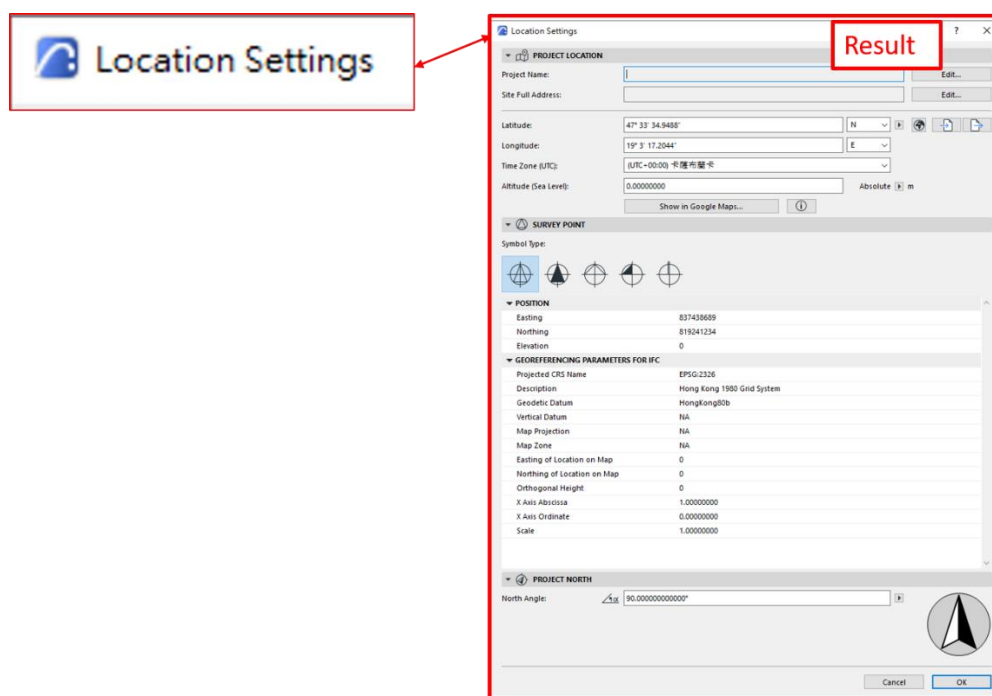 Location Settings
Location Settings
?
Result
PROJECT LOCATION
Project Name:
Edit...
Site Full Address:
Edit...
Latitude:
47° 33' 34.9488"
N
Longitude:
19° 3' 17.2044"
E
Time Zone (UTC):
(UTC+00:00) 卡薩布蘭卡
Altitude (Sea Level):
0.00000000
Absolute
m
Show in Google Maps...
SURVEY POINT
Symbol Type:
POSITION
Easting 837438689
Northing 819241234
Elevation 0
GEOREFERENCING PARAMETERS FOR IFC
Projected CRS Name EPSG:2326
Description Hong Kong 1980 Grid System
Geodetic Datum HongKong80b
Vertical Datum NA
Map Projection NA
Map Zone NA
Easting of Location on Map 0
Northing of Location on Map 0
Orthogonal Height 0
X Axis Abscissa 1.00000000
X Axis Ordinate 0.00000000
Scale 1.00000000
PROJECT NORTH
North Angle:
90.000000000000°
Cancel
OK